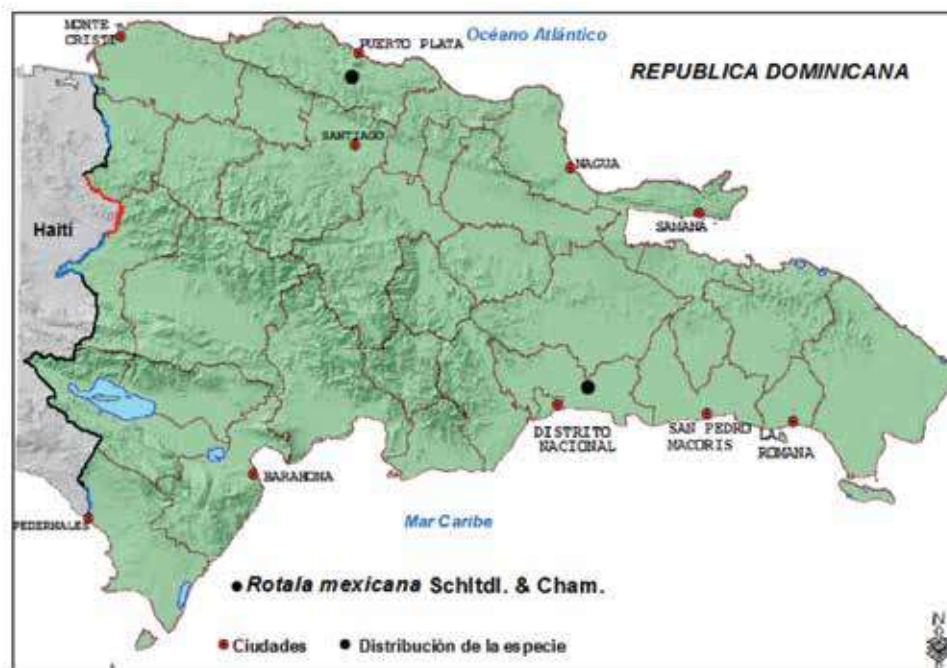 MONTE
CRISTI
PUERTO PLATA
Océano Atlántico
REPUBLICA DOMINICANA
SANTIAGO
NAGUA
SAMANA
Haití
DISTRITO
NACIONAL
SAN PEDRO
MACORIS
LA
ROMANA
BARAHONA
PEDERNALES
Mar Caribe
Rotala mexicana Schltdl. & Cham.
Ciudades
Distribución de la especie
N